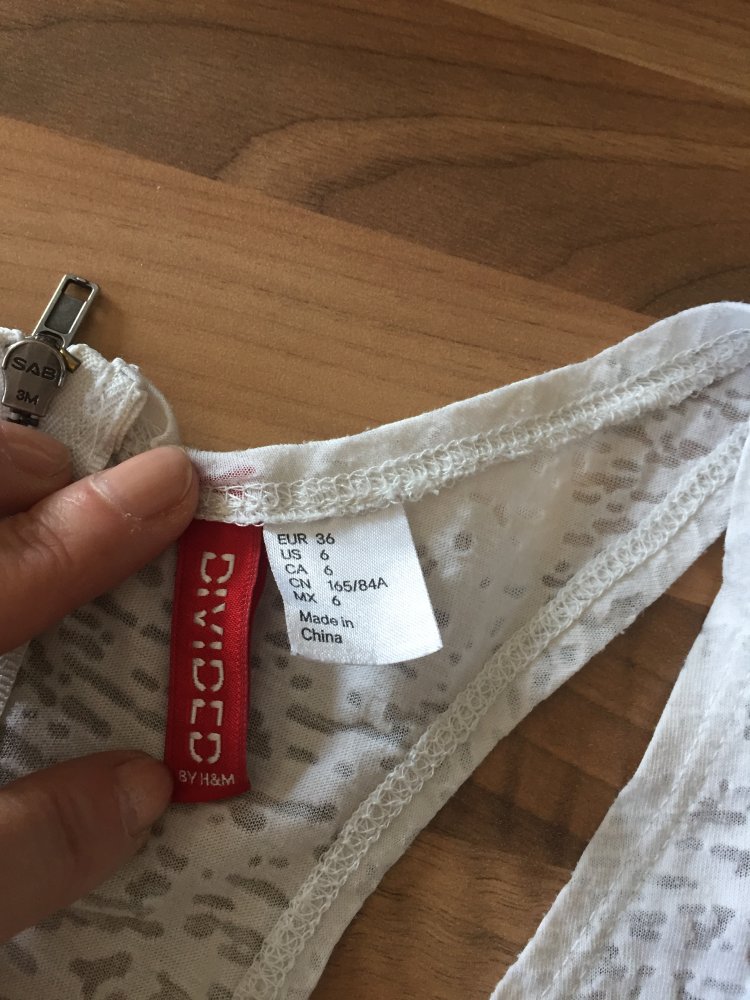 SAB
3M
DIVIDED
BY H&M
EUR 36
US 6
CA 6
CN 165/84A
MX 6
Made in
China